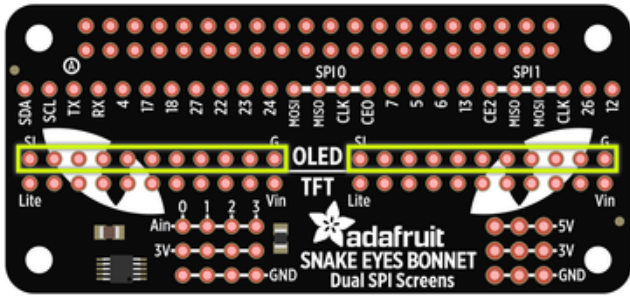 A
SPI0 SPI1
SDA SCL TX RX 4 17 18 27 22 23 24 MOSI MISO CLK CE0 7 5 6 13 CE2 MISO MOSI CLK 26 12
G G
OLED
TFT
Lite Vin Lite Vin
0 1 2 3
Ain
3V
GND
adafruit
SNAKE EYES BONNET
Dual SPI Screens
5V
3V
GND